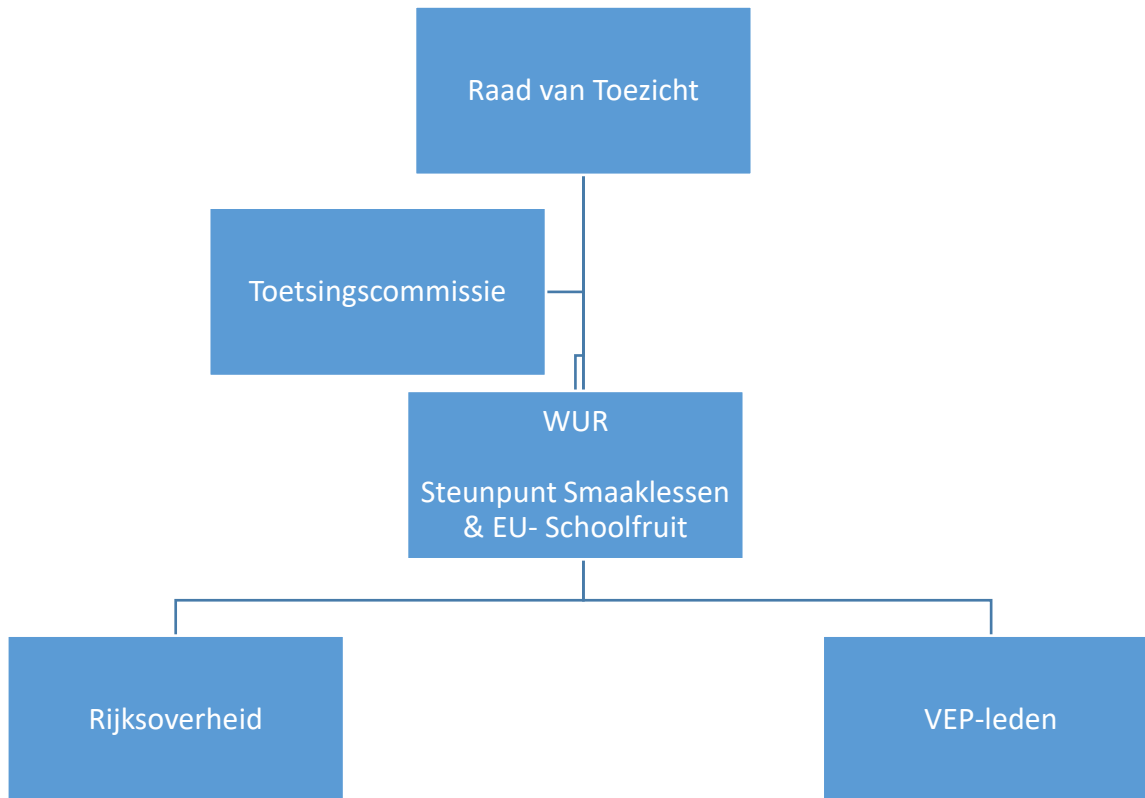 Raad van Toezicht
Toetsingscommissie
WUR
Steunpunt Smaaklessen
& EU- Schoolfruit
Rijksoverheid
VEP-leden